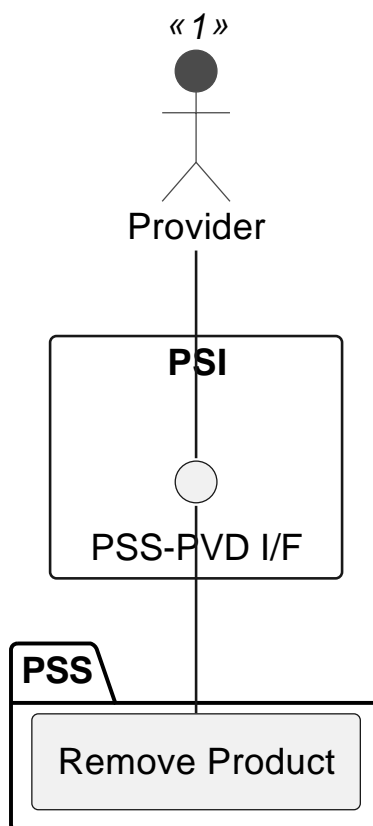 «1»
Provider
PSI
PSS-PVD I/F
PSS
Remove Product